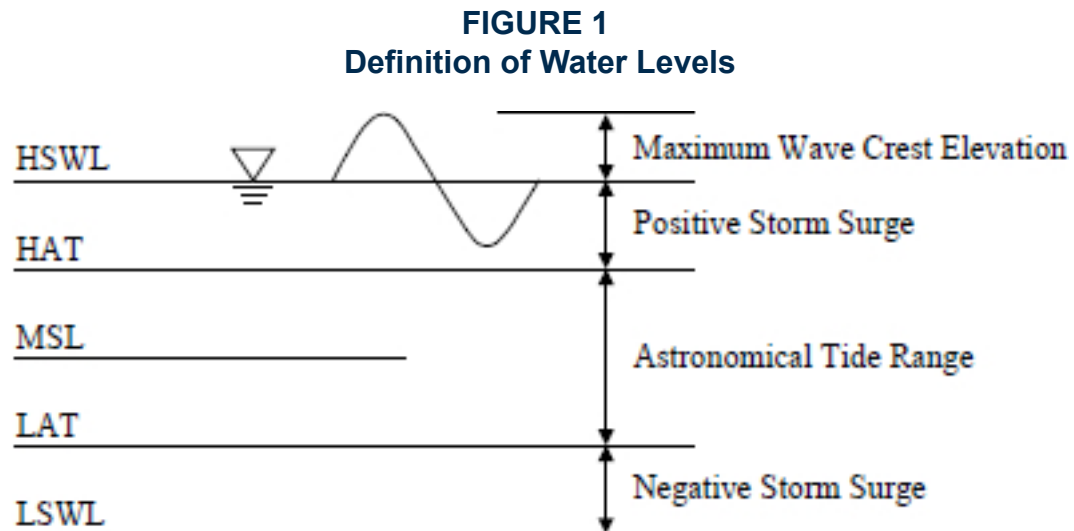 FIGURE 1
Definition of Water Levels
HSWL
Maximum Wave Crest Elevation
Positive Storm Surge
HAT
MSL
Astronomical Tide Range
LAT
Negative Storm Surge
LSWL